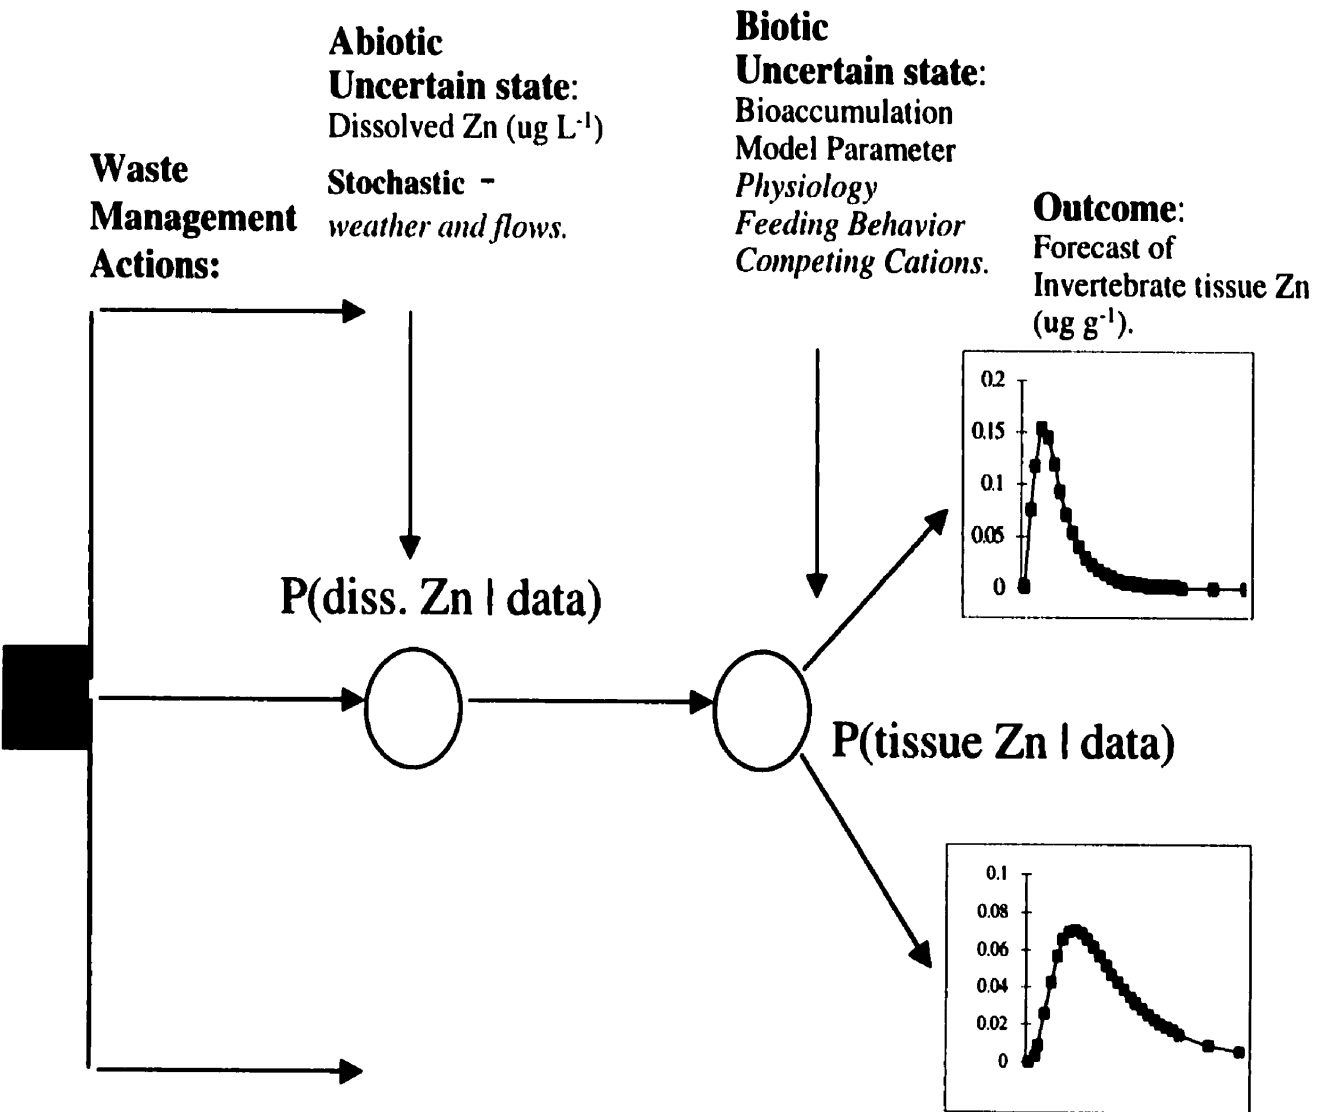 Waste
Management
Actions:
Abiotic
Uncertain state:
Dissolved Zn (ug L⁻¹)
Stochastic -
weather and flows.
Biotic
Uncertain state:
Bioaccumulation
Model Parameter
Physiology
Feeding Behavior
Competing Cations.
Outcome:
Forecast of
Invertebrate tissue Zn
(ug g⁻¹).
0.2
0.15
0.1
0.05
0
P(diss. Zn | data)
P(tissue Zn | data)
0.1
0.08
0.06
0.04
0.02
0